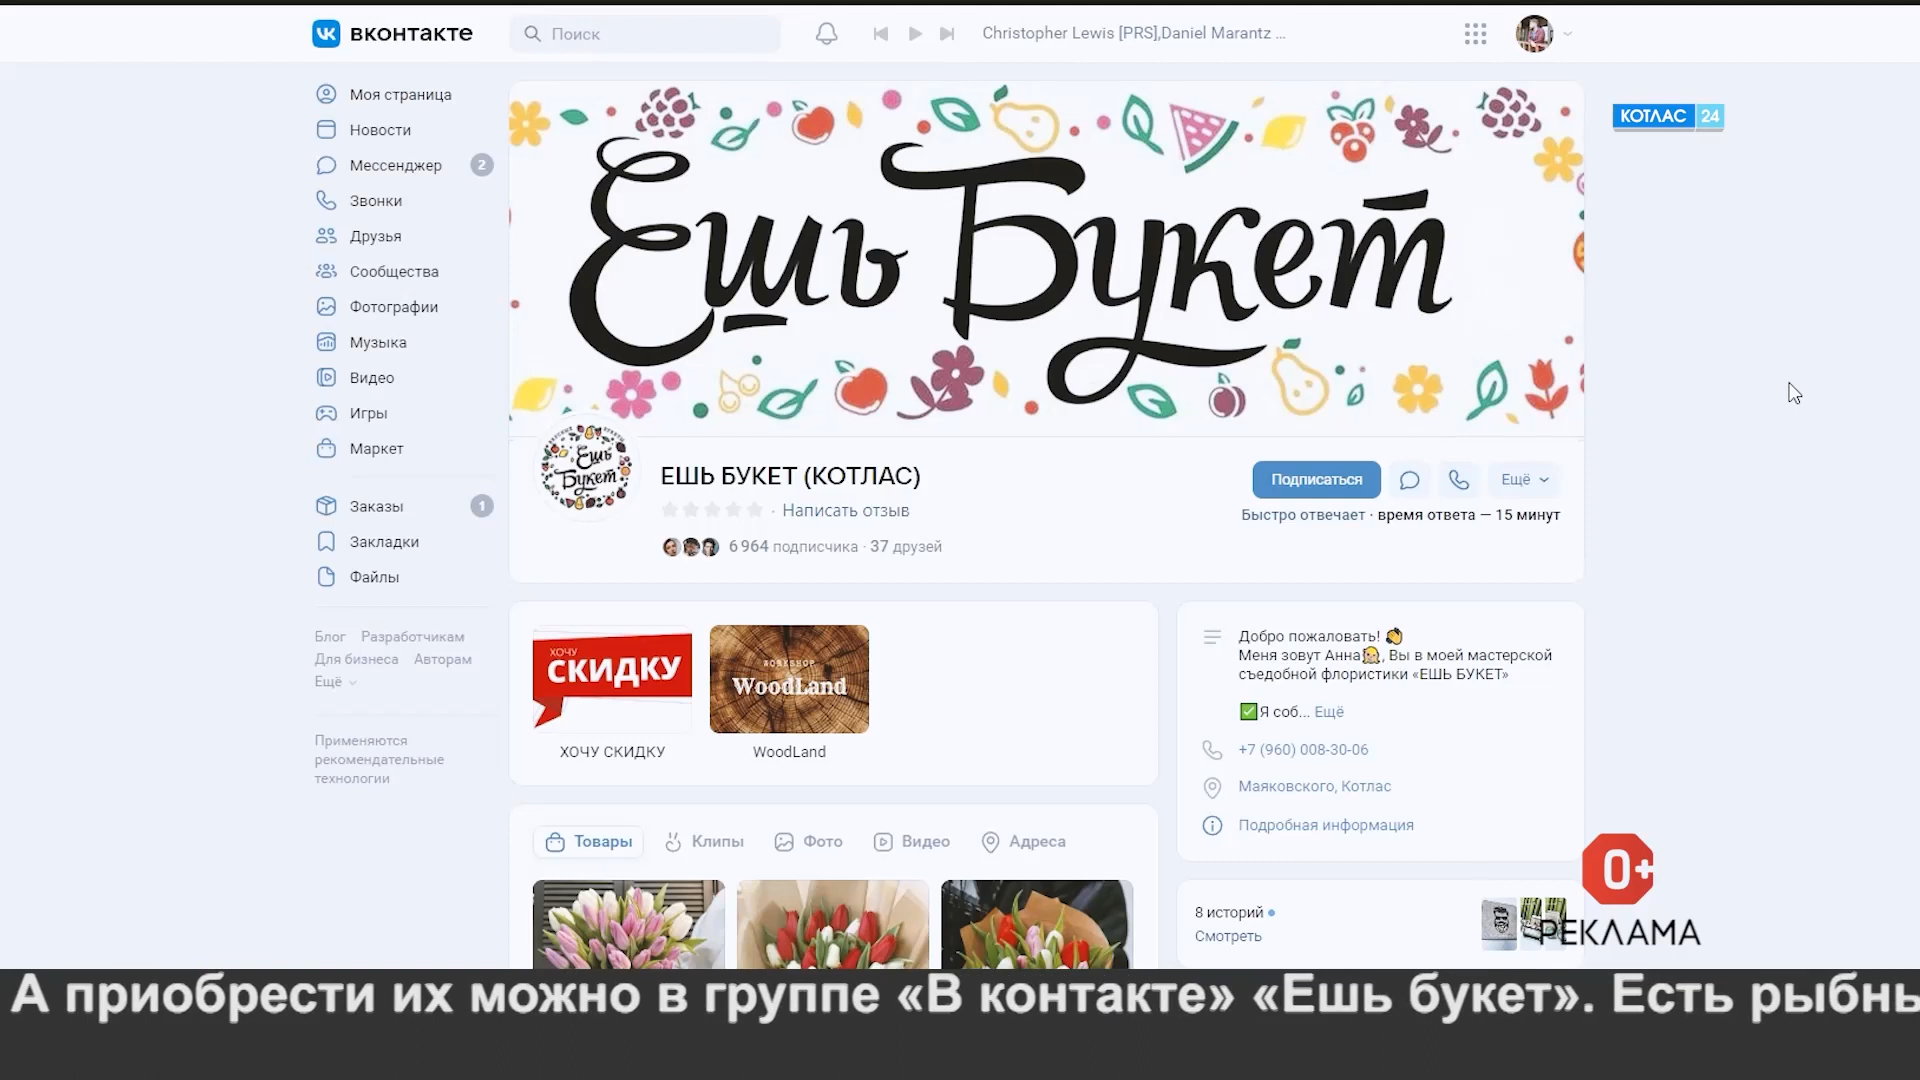 вконтакте
Поиск
Christopher Lewis [PRS],Daniel Marantz ...
КОТЛАС 24
Моя страница
Новости
Мессенджер 2
Звонки
Друзья
Сообщества
Фотографии
Музыка
Видео
Игры
Маркет
Заказы 1
Закладки
Файлы
Блог Разработчикам
Для бизнеса Авторам
Ещё
Применяются
рекомендательные
технологии
Ешь Букет
Ешь
Букет
ЕШЬ БУКЕТ (КОТЛАС)
· Написать отзыв
6 964 подписчика · 37 друзей
Подписаться
Ещё
Быстро отвечает · время ответа — 15 минут
ХОЧУ
СКИДКУ
ХОЧУ СКИДКУ
WORKSHOP
WOODLAND
WoodLand
Товары Клипы Фото Видео Адреса
Добро пожаловать! 👋
Меня зовут Анна👩, Вы в моей мастерской
съедобной флористики «ЕШЬ БУКЕТ»
✅Я соб... Ещё
+7 (960) 008-30-06
Маяковского, Котлас
Подробная информация
8 историй
Смотреть
0+
РЕКЛАМА
А приобрести их можно в группе «В контакте» «Ешь букет». Есть рыбны